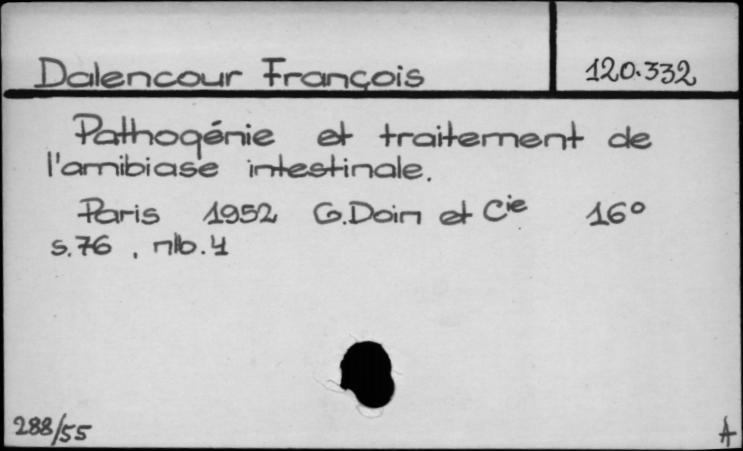 Dalencour François 120.332
Pathogénie et traitement de
l'amibiase intestinale.
Paris 1952 G.Doin et Cie 16°
s.76 , nlb.4
288/55 A